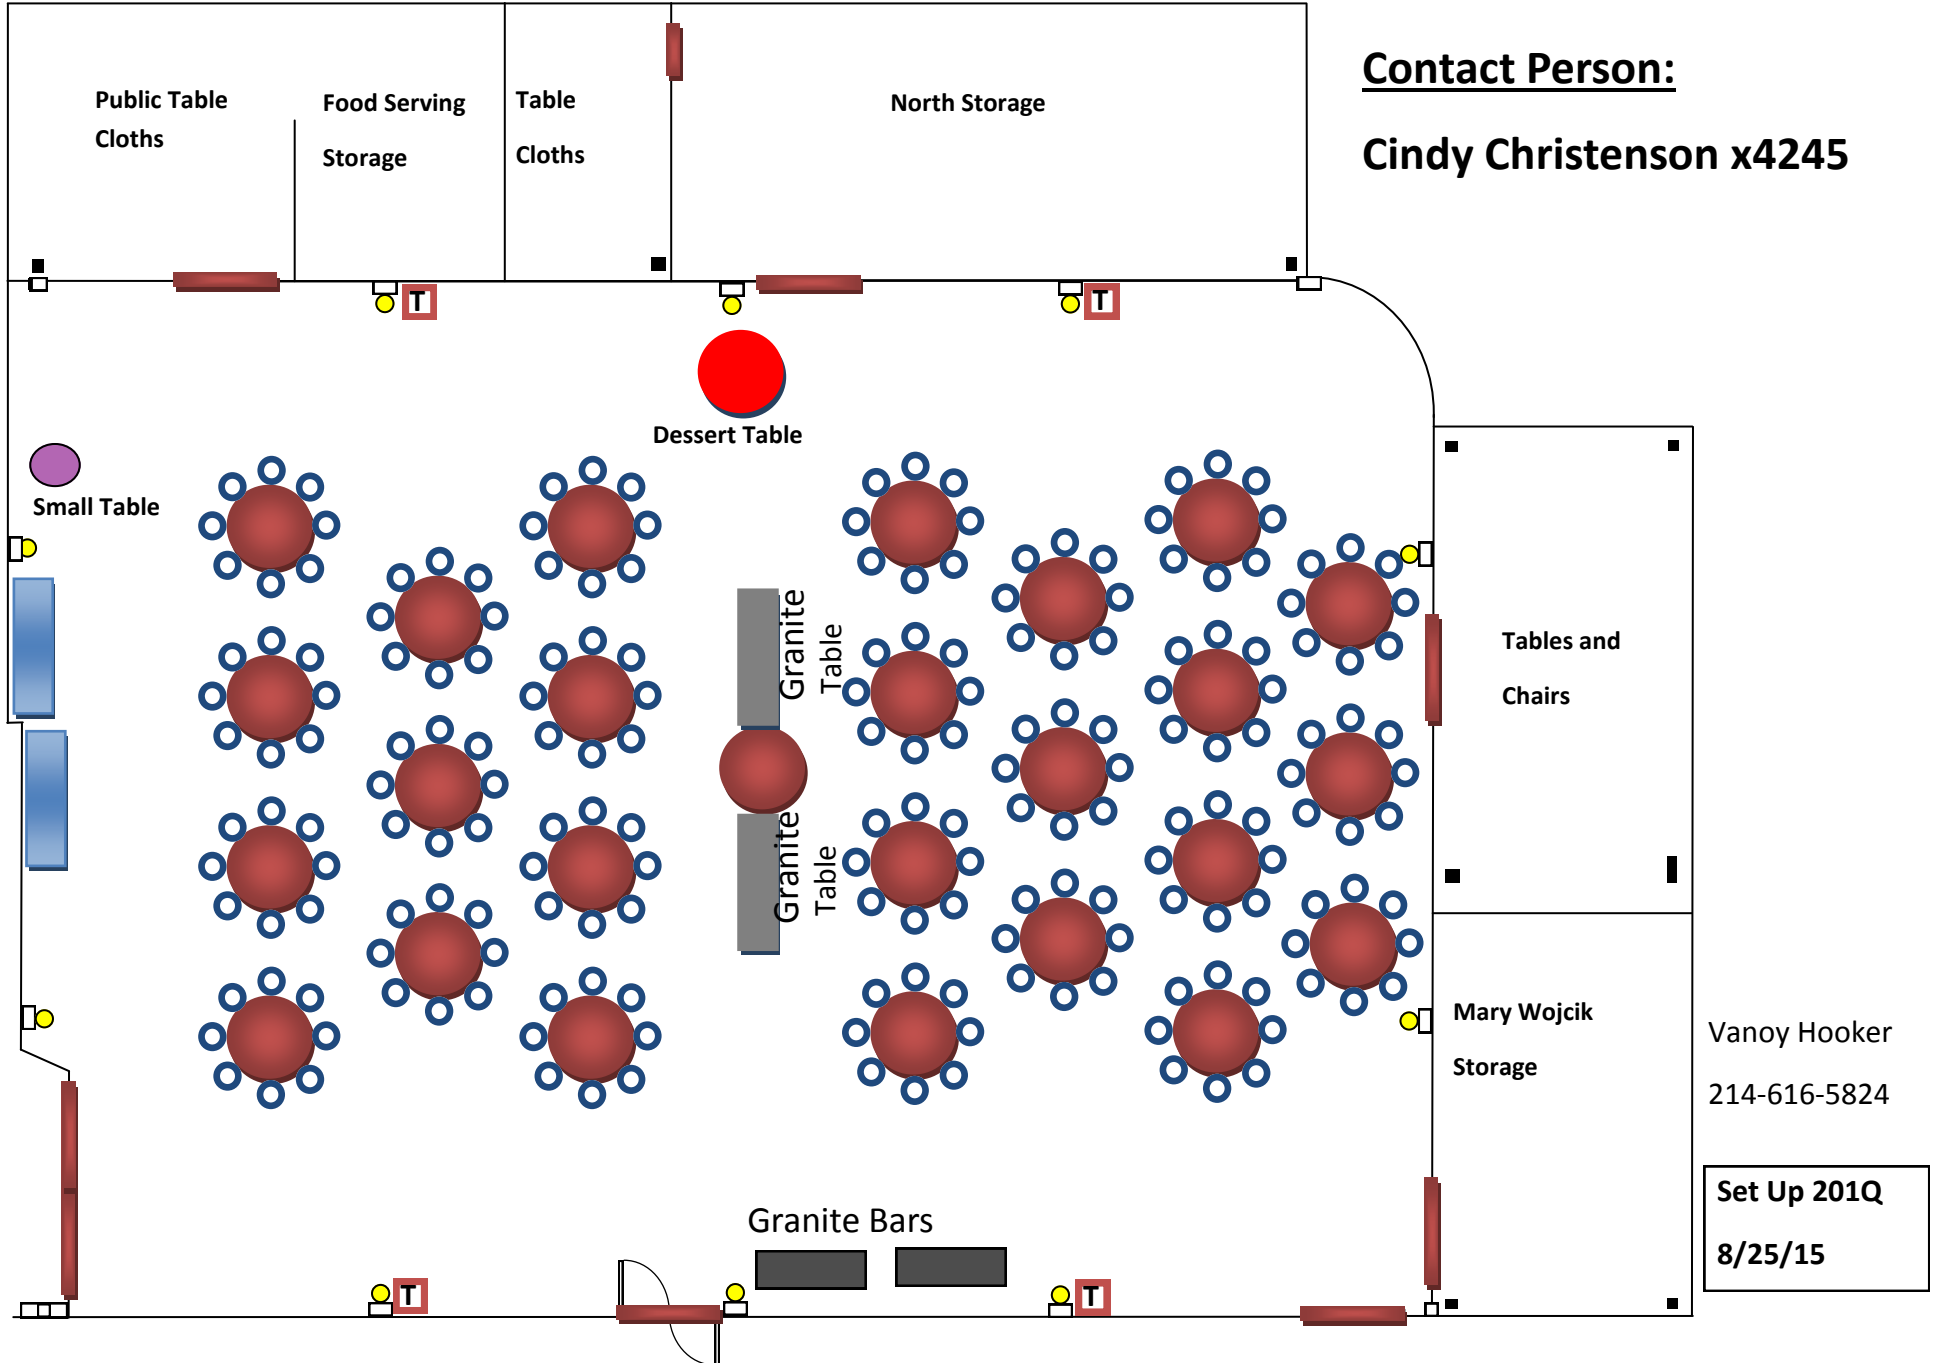 Public Table
Cloths
Food Serving
Storage
Table
Cloths
North Storage
Contact Person:
Cindy Christenson x4245
T
T
Dessert Table
Small Table
Granite
Table
Granite
Table
Tables and
Chairs
Mary Wojcik
Storage
Vanoy Hooker
214-616-5824
Set Up 201Q
8/25/15
Granite Bars
T
T